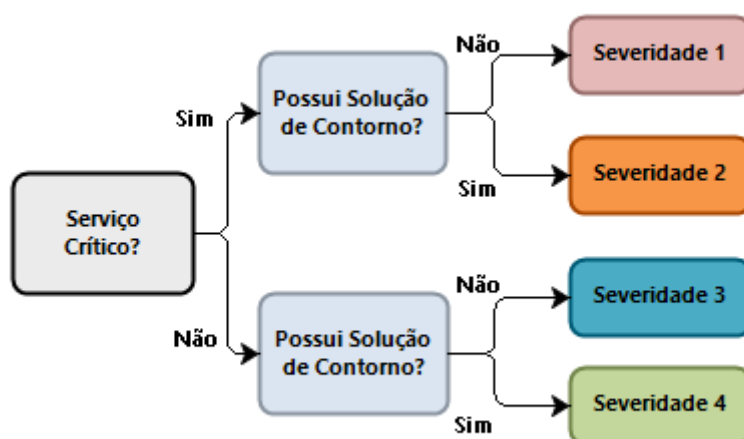 Não
Severidade 1
Possui Solução
de Contorno?
Sim
Sim
Severidade 2
Serviço
Crítico?
Não
Severidade 3
Não
Possui Solução
de Contorno?
Sim
Severidade 4